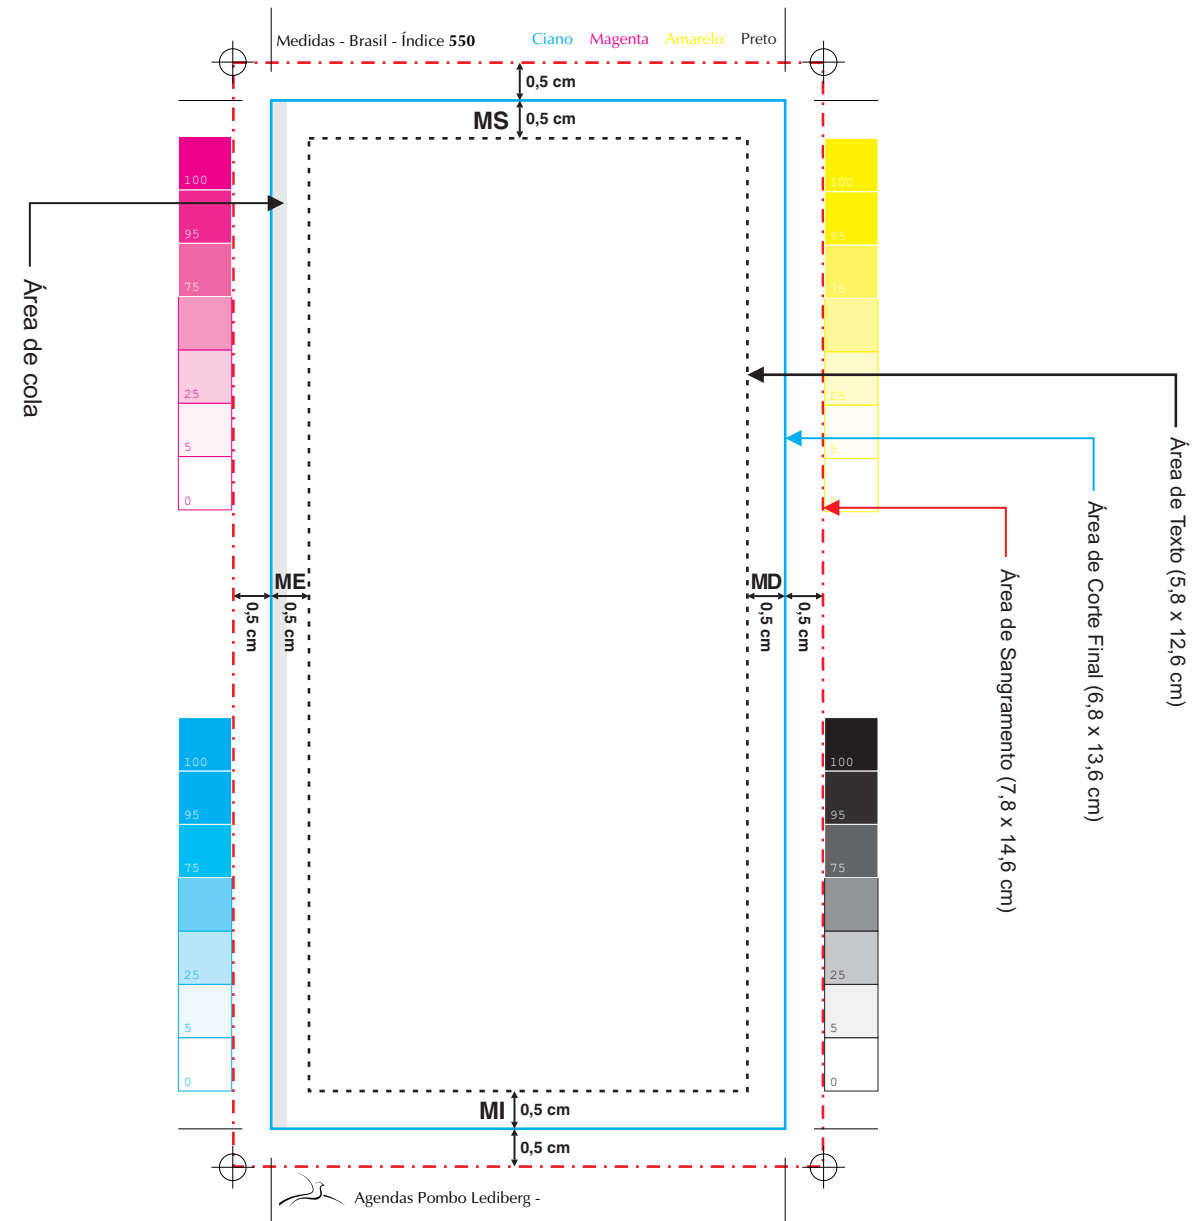 Medidas - Brasil - Índice 550 Ciano Magenta Amarelo Preto
0,5 cm
MS 0,5 cm
100
95
75
25
5
0
100
95
75
25
5
0
Área de cola
Área de Texto (5,8 x 12,6 cm)
Área de Corte Final (6,8 x 13,6 cm)
Área de Sangramento (7,8 x 14,6 cm)
ME
MD
0,5 cm
0,5 cm
0,5 cm
0,5 cm
100
95
75
25
5
0
100
95
75
25
5
0
MI 0,5 cm
0,5 cm
Agendas Pombo Lediberg -